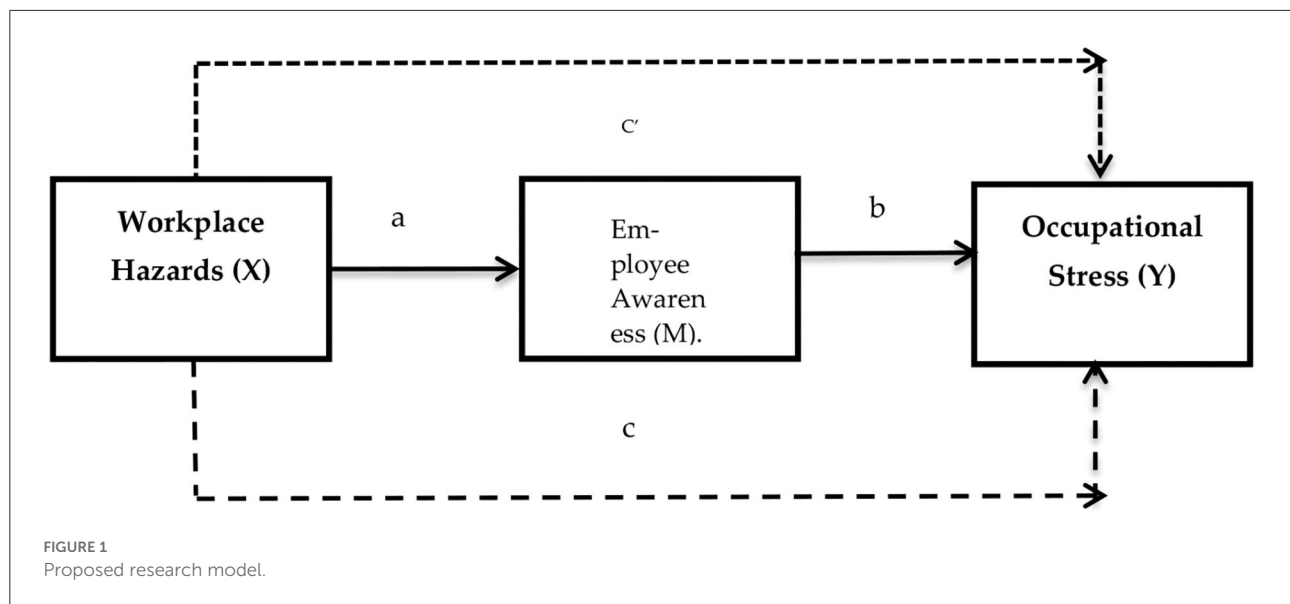 C′
Workplace
Hazards (X)
a
Em-
ployee
Awaren
ess (M).
b
Occupational
Stress (Y)
c
FIGURE 1
Proposed research model.